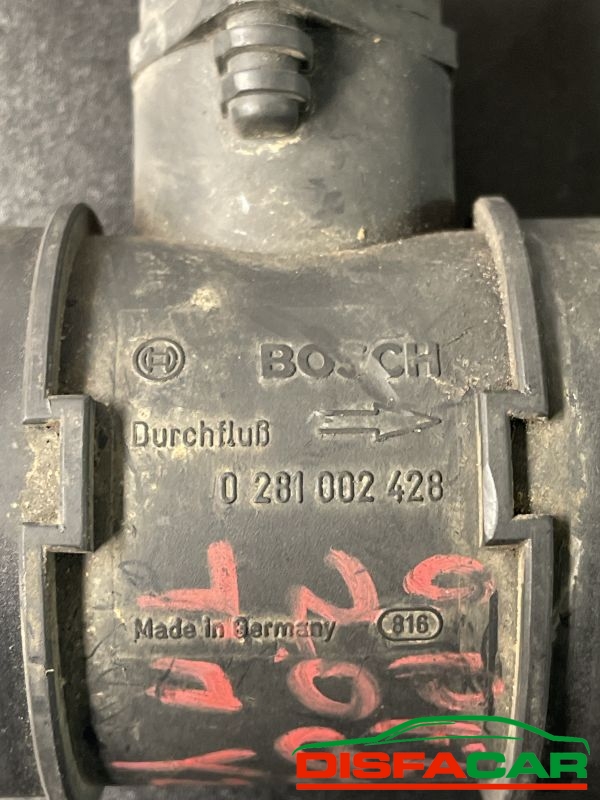 BOSCH
Durchfluß
0 281 002 428
Made in Germany 816
DISFACAR